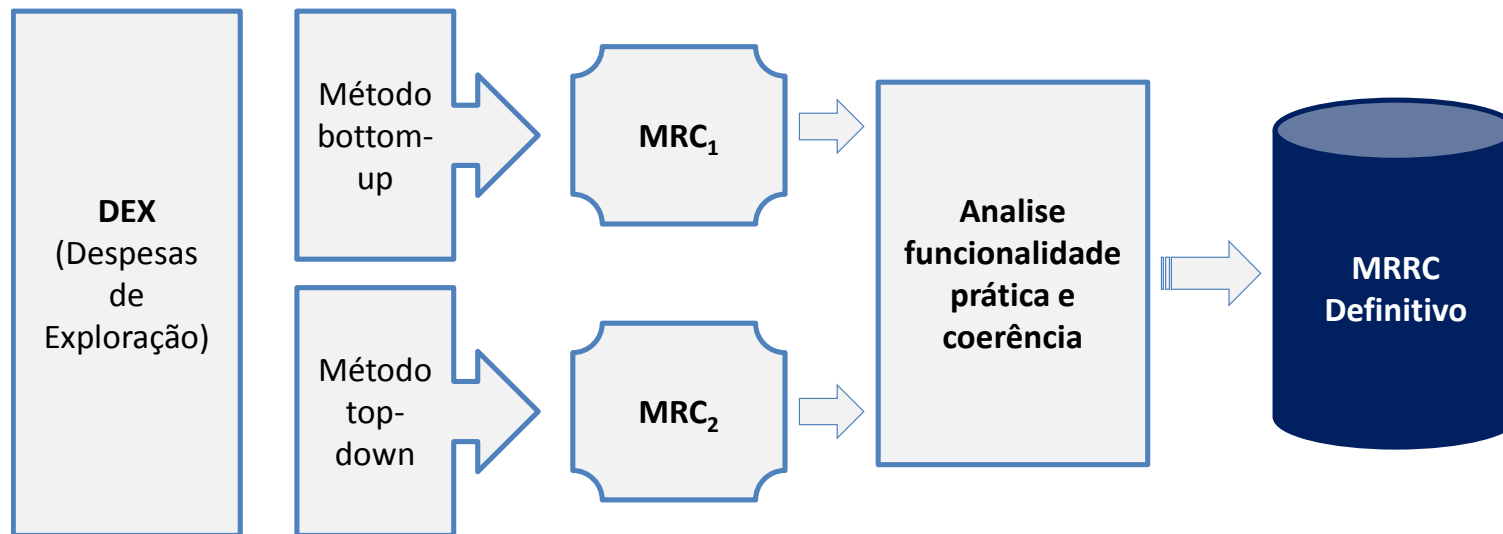 DEX
(Despesas
de
Exploração)
Método
bottom-
up
MRC₁
Método
top-
down
MRC₂
Analise
funcionalidade
prática e
coerência
MRRC
Definitivo